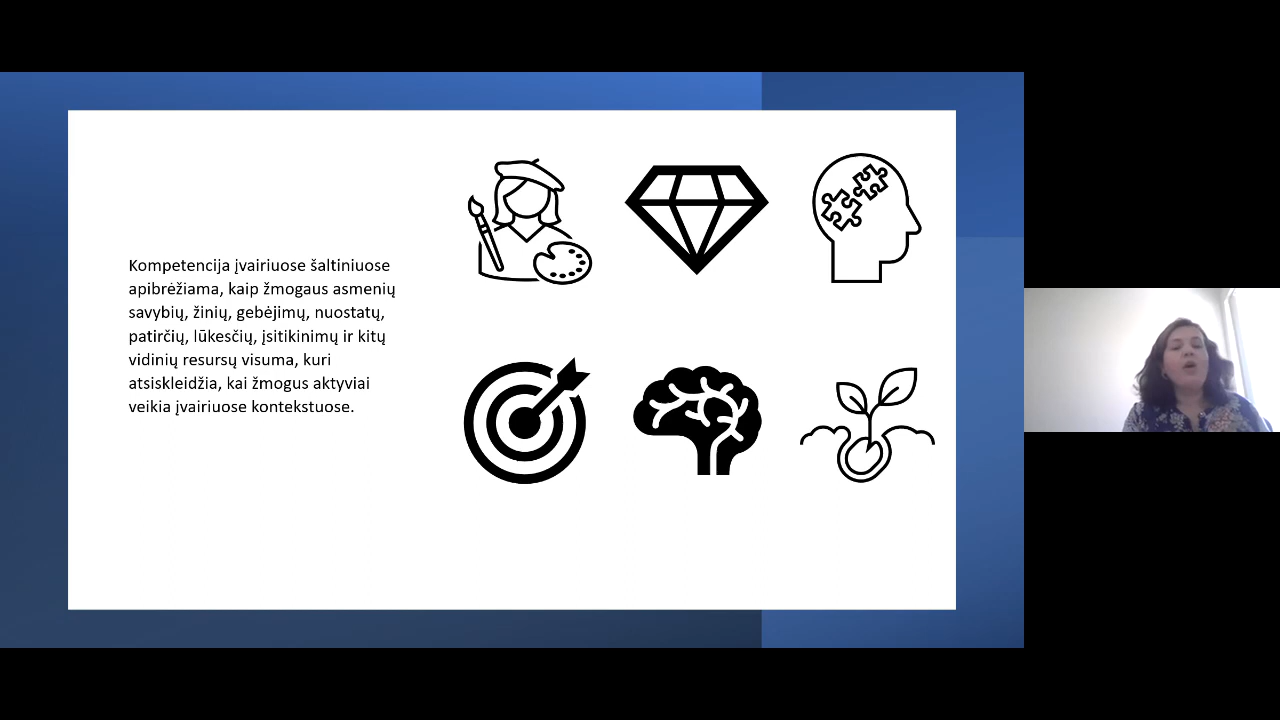 Kompetencija įvairiuose šaltiniuose
apibrėžiama, kaip žmogaus asmenių
savybių, žinių, gebėjimų, nuostatų,
patirčių, lūkesčių, įsitikinimų ir kitų
vidinių resursų visuma, kuri
atsiskleidžia, kai žmogus aktyviai
veikia įvairiuose kontekstuose.